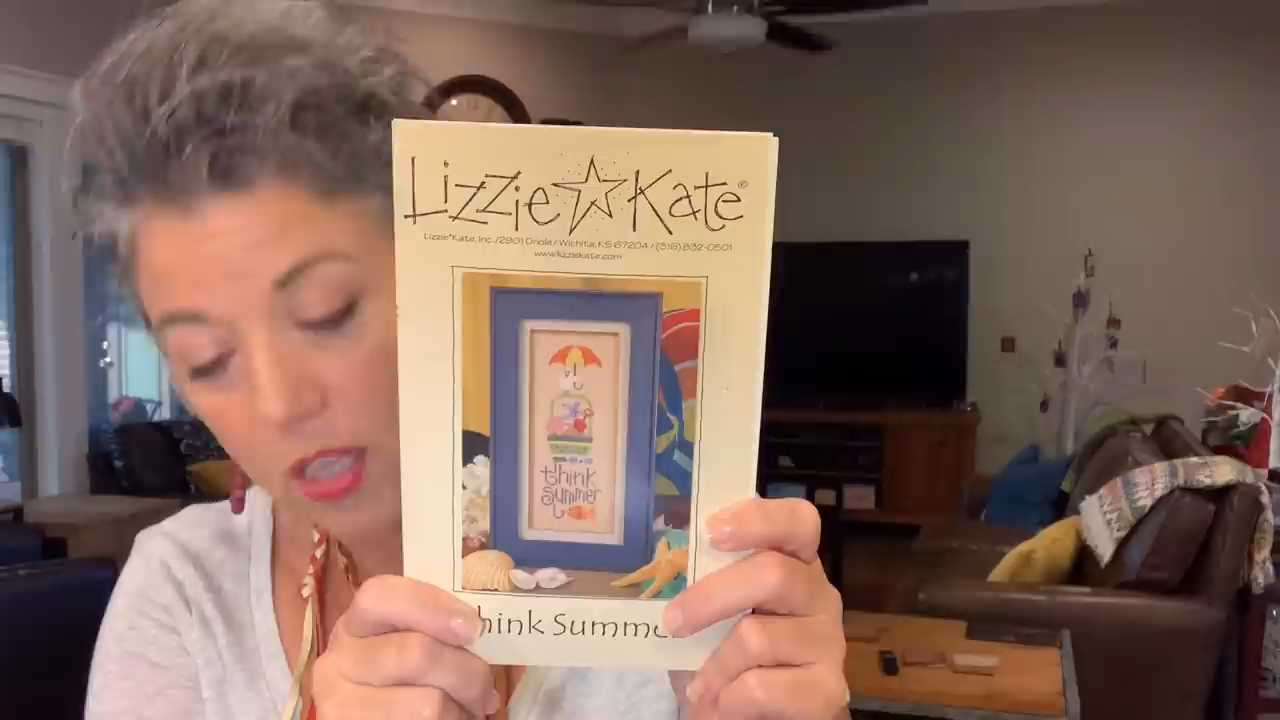 Lizzie Kate®
Lizzie*Kate, Inc. / 2901 Oriole / Wichita, KS 67204 / (316) 832-0501
www.lizziekate.com
think
summer
hink Summe